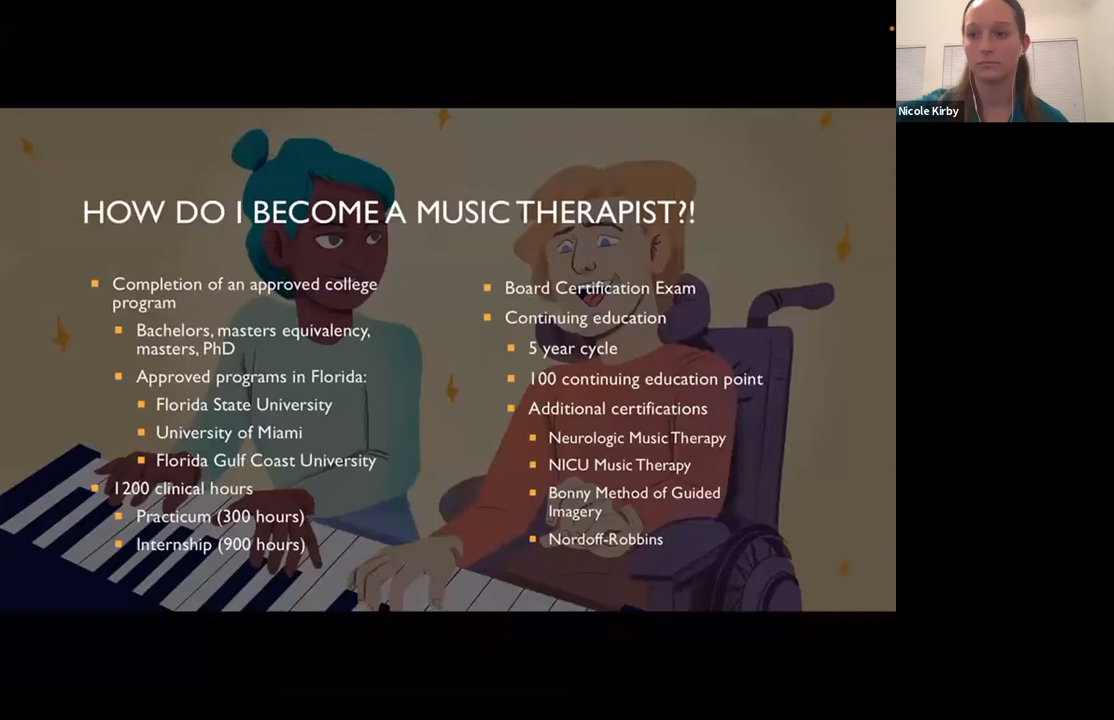 Nicole Kirby
HOW DO I BECOME A MUSIC THERAPIST?!
Completion of an approved college
program
Bachelors, masters equivalency,
masters, PhD
Approved programs in Florida:
Florida State University
University of Miami
Florida Gulf Coast University
1200 clinical hours
Practicum (300 hours)
Internship (900 hours)
Board Certification Exam
Continuing education
5 year cycle
100 continuing education point
Additional certifications
Neurologic Music Therapy
NICU Music Therapy
Bonny Method of Guided
Imagery
Nordoff-Robbins